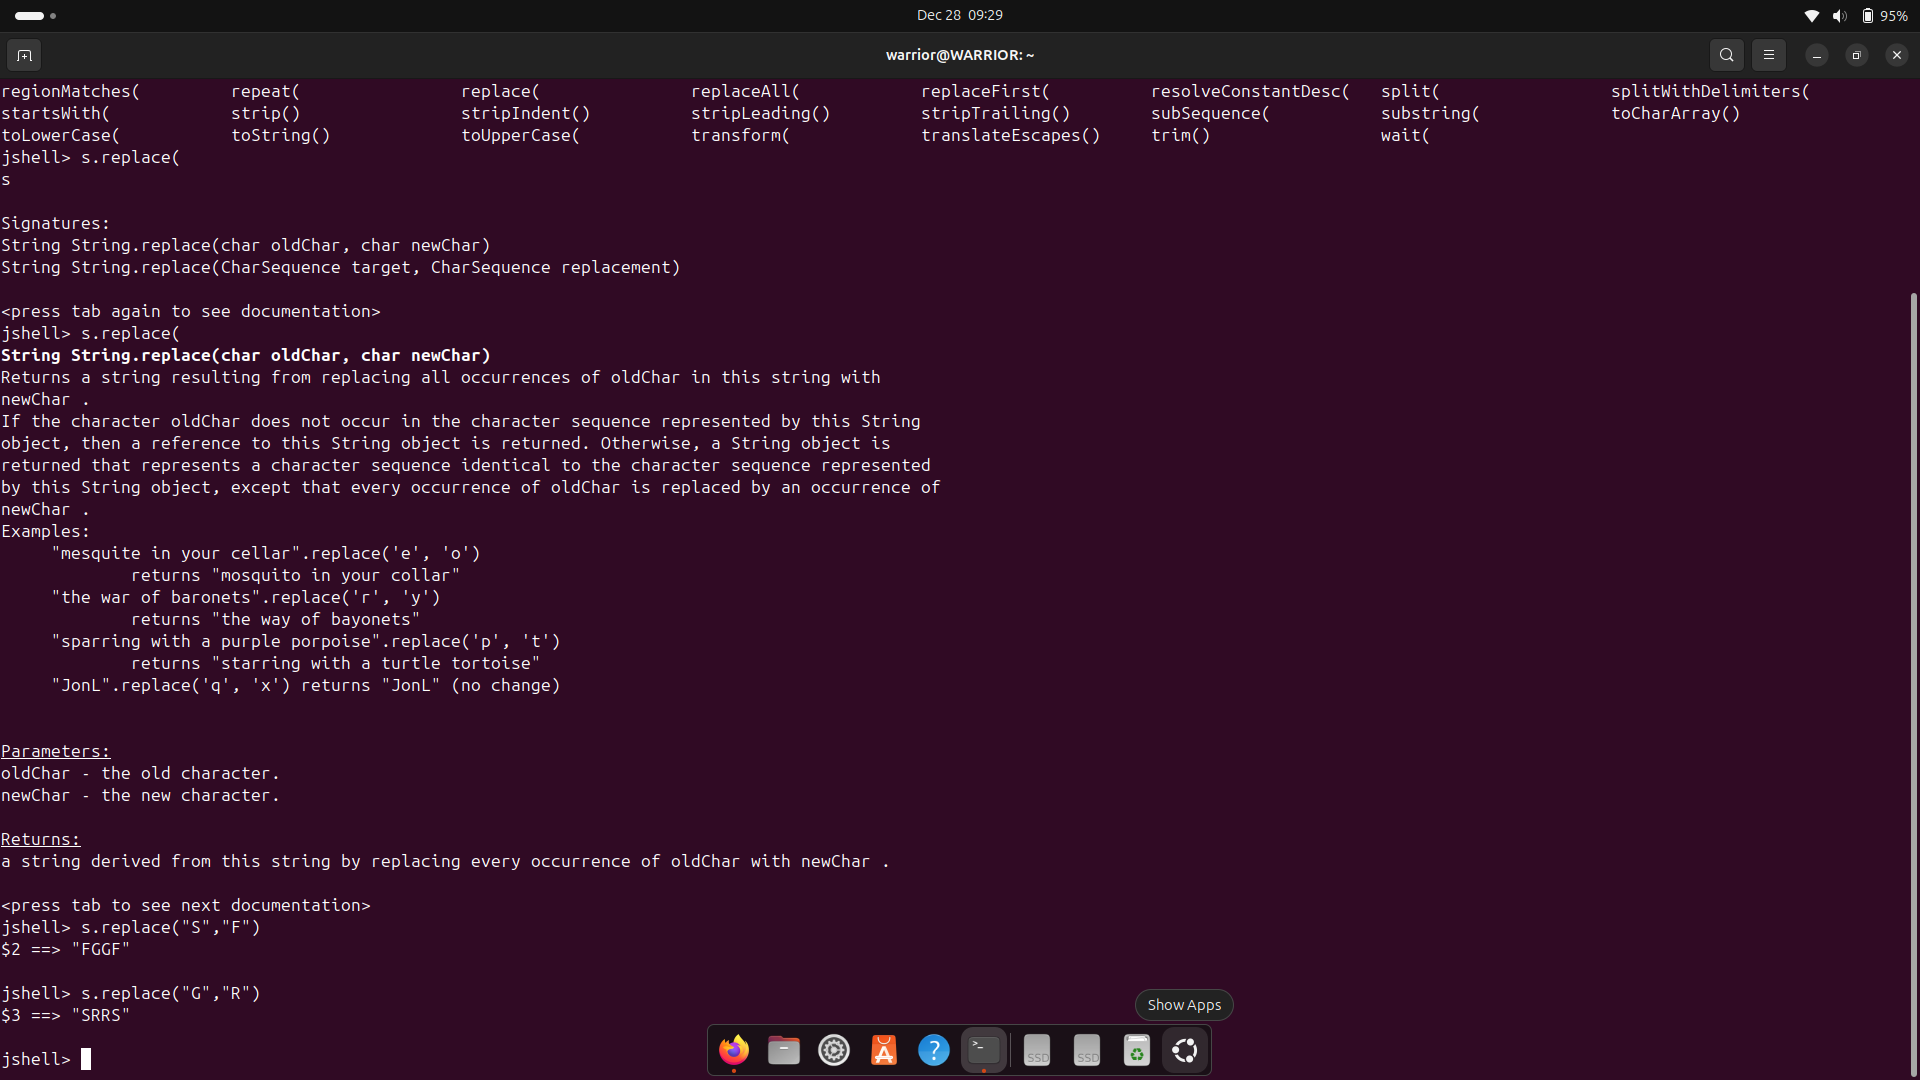 Dec 28 09:29
95%
warrior@WARRIOR: ~
regionMatches( repeat( replace( replaceAll( replaceFirst( resolveConstantDesc( split( splitWithDelimiters(
startsWith( strip() stripIndent() stripLeading() stripTrailing() subSequence( substring( toCharArray()
toLowerCase( toString() toUpperCase( transform( translateEscapes() trim() wait(
jshell> s.replace(
s
Signatures:
String String.replace(char oldChar, char newChar)
String String.replace(CharSequence target, CharSequence replacement)
<press tab again to see documentation>
jshell> s.replace(
String String.replace(char oldChar, char newChar)
Returns a string resulting from replacing all occurrences of oldChar in this string with
newChar .
If the character oldChar does not occur in the character sequence represented by this String
object, then a reference to this String object is returned. Otherwise, a String object is
returned that represents a character sequence identical to the character sequence represented
by this String object, except that every occurrence of oldChar is replaced by an occurrence of
newChar .
Examples:
"mesquite in your cellar".replace('e', 'o')
returns "mosquito in your collar"
"the war of baronets".replace('r', 'y')
returns "the way of bayonets"
"sparring with a purple porpoise".replace('p', 't')
returns "starring with a turtle tortoise"
"JonL".replace('q', 'x') returns "JonL" (no change)
Parameters:
oldChar - the old character.
newChar - the new character.
Returns:
a string derived from this string by replacing every occurrence of oldChar with newChar .
<press tab to see next documentation>
jshell> s.replace("S","F")
$2 ==> "FGGF"
jshell> s.replace("G","R")
$3 ==> "SRRS"
Show Apps
jshell>
SSD SSD